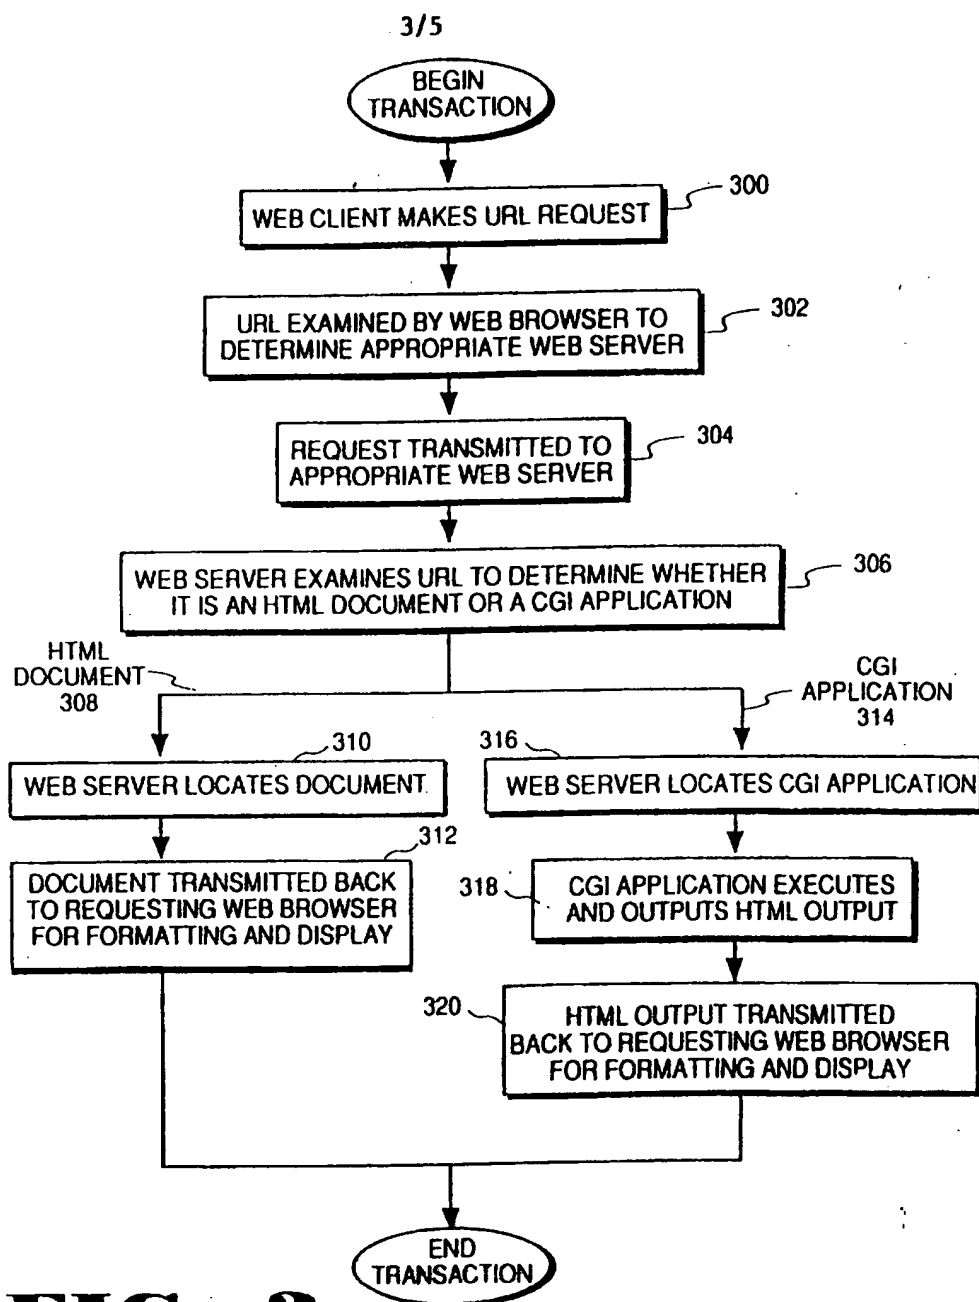 3/5
BEGIN
TRANSACTION
WEB CLIENT MAKES URL REQUEST
300
URL EXAMINED BY WEB BROWSER TO
DETERMINE APPROPRIATE WEB SERVER
302
REQUEST TRANSMITTED TO
APPROPRIATE WEB SERVER
304
WEB SERVER EXAMINES URL TO DETERMINE WHETHER
IT IS AN HTML DOCUMENT OR A CGI APPLICATION
306
HTML
DOCUMENT
308
CGI
APPLICATION
314
310
WEB SERVER LOCATES DOCUMENT
316
WEB SERVER LOCATES CGI APPLICATION
312
DOCUMENT TRANSMITTED BACK
TO REQUESTING WEB BROWSER
FOR FORMATTING AND DISPLAY
318
CGI APPLICATION EXECUTES
AND OUTPUTS HTML OUTPUT
320
HTML OUTPUT TRANSMITTED
BACK TO REQUESTING WEB BROWSER
FOR FORMATTING AND DISPLAY
END
TRANSACTION
FIG. 3